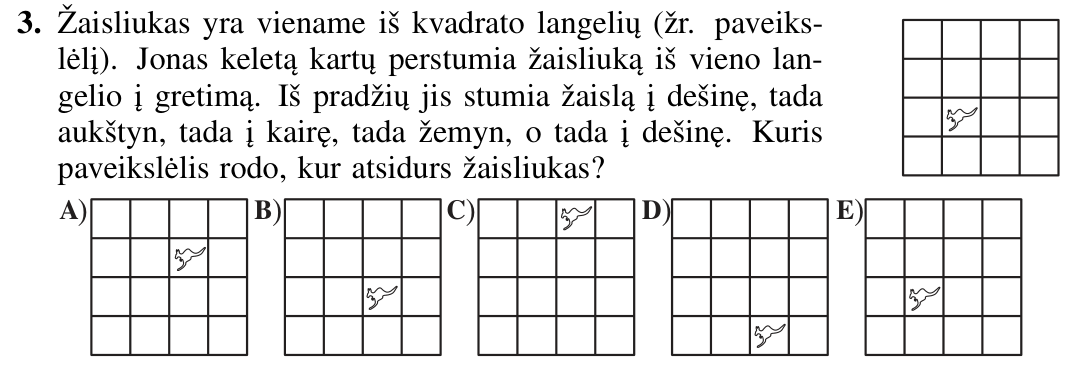 3. Žaisliukas yra viename iš kvadrato langelių (žr. paveiks-
lėlį). Jonas keletą kartų perstumia žaisliuką iš vieno lan-
gelio į gretimą. Iš pradžių jis stumia žaislą į dešinę, tada
aukštyn, tada į kairę, tada žemyn, o tada į dešinę. Kuris
paveikslėlis rodo, kur atsidurs žaisliukas?
A) B) C) D) E)